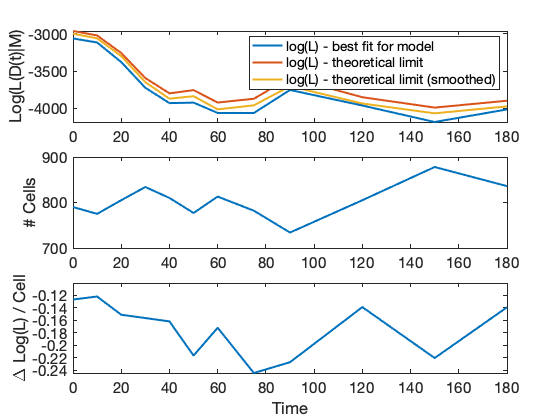 Log(L(D(t)|M)
-3000
-3500
-4000
log(L) - best fit for model
log(L) - theoretical limit
log(L) - theoretical limit (smoothed)
0 20 40 60 80 100 120 140 160 180
# Cells
900
800
700
0 20 40 60 80 100 120 140 160 180
Δ Log(L) / Cell
-0.12
-0.14
-0.16
-0.18
-0.2
-0.22
-0.24
0 20 40 60 80 100 120 140 160 180
Time